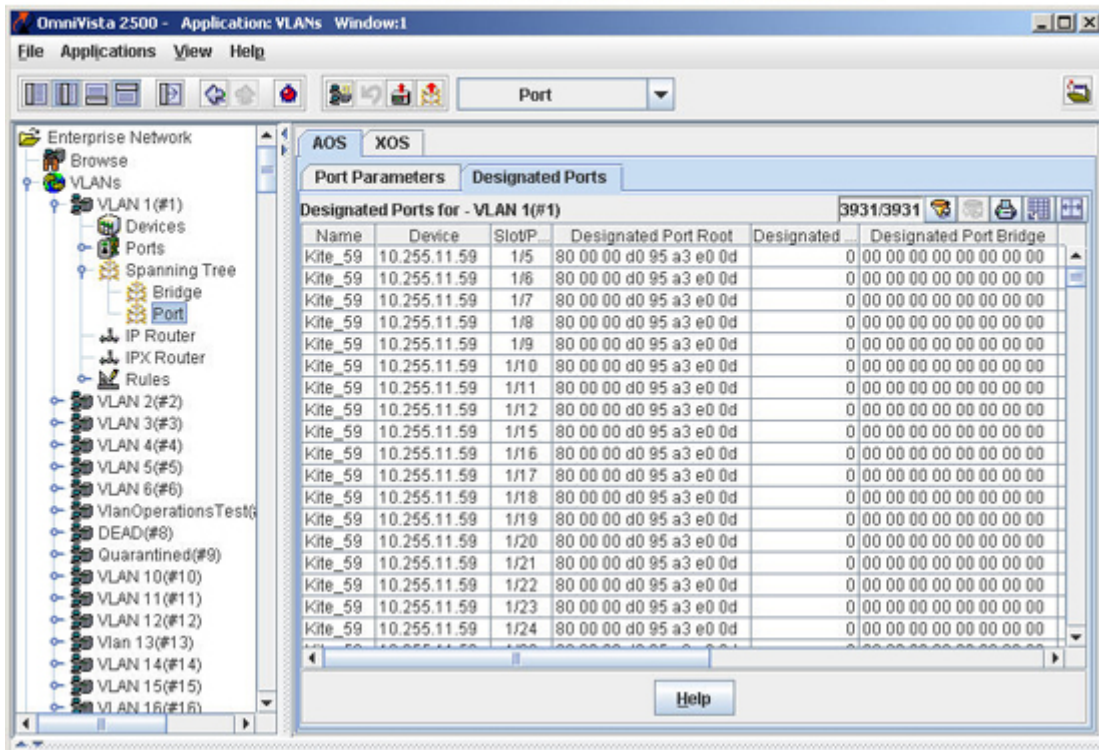 OmniVista 2500 - Application: VLANs Window:1
File Applications View Help
Port
Enterprise Network
Browse
VLANs
VLAN 1(#1)
Devices
Ports
Spanning Tree
Bridge
Port
IP Router
IPX Router
Rules
VLAN 2(#2)
VLAN 3(#3)
VLAN 4(#4)
VLAN 5(#5)
VLAN 6(#6)
VlanOperationsTest(
DEAD(#8)
Quarantined(#9)
VLAN 10(#10)
VLAN 11(#11)
VLAN 12(#12)
Vlan 13(#13)
VLAN 14(#14)
VLAN 15(#15)
VLAN 16(#16)
AOS XOS
Port Parameters Designated Ports
Designated Ports for - VLAN 1(#1) 3931/3931
Name Device Slot/P... Designated Port Root Designated ... Designated Port Bridge
Kite_59 10.255.11.59 1/5 80 00 00 d0 95 a3 e0 0d 0 00 00 00 00 00 00 00 00
Kite_59 10.255.11.59 1/6 80 00 00 d0 95 a3 e0 0d 0 00 00 00 00 00 00 00 00
Kite_59 10.255.11.59 1/7 80 00 00 d0 95 a3 e0 0d 0 00 00 00 00 00 00 00 00
Kite_59 10.255.11.59 1/8 80 00 00 d0 95 a3 e0 0d 0 00 00 00 00 00 00 00 00
Kite_59 10.255.11.59 1/9 80 00 00 d0 95 a3 e0 0d 0 00 00 00 00 00 00 00 00
Kite_59 10.255.11.59 1/10 80 00 00 d0 95 a3 e0 0d 0 00 00 00 00 00 00 00 00
Kite_59 10.255.11.59 1/11 80 00 00 d0 95 a3 e0 0d 0 00 00 00 00 00 00 00 00
Kite_59 10.255.11.59 1/12 80 00 00 d0 95 a3 e0 0d 0 00 00 00 00 00 00 00 00
Kite_59 10.255.11.59 1/15 80 00 00 d0 95 a3 e0 0d 0 00 00 00 00 00 00 00 00
Kite_59 10.255.11.59 1/16 80 00 00 d0 95 a3 e0 0d 0 00 00 00 00 00 00 00 00
Kite_59 10.255.11.59 1/17 80 00 00 d0 95 a3 e0 0d 0 00 00 00 00 00 00 00 00
Kite_59 10.255.11.59 1/18 80 00 00 d0 95 a3 e0 0d 0 00 00 00 00 00 00 00 00
Kite_59 10.255.11.59 1/19 80 00 00 d0 95 a3 e0 0d 0 00 00 00 00 00 00 00 00
Kite_59 10.255.11.59 1/20 80 00 00 d0 95 a3 e0 0d 0 00 00 00 00 00 00 00 00
Kite_59 10.255.11.59 1/21 80 00 00 d0 95 a3 e0 0d 0 00 00 00 00 00 00 00 00
Kite_59 10.255.11.59 1/22 80 00 00 d0 95 a3 e0 0d 0 00 00 00 00 00 00 00 00
Kite_59 10.255.11.59 1/23 80 00 00 d0 95 a3 e0 0d 0 00 00 00 00 00 00 00 00
Kite_59 10.255.11.59 1/24 80 00 00 d0 95 a3 e0 0d 0 00 00 00 00 00 00 00 00
Help